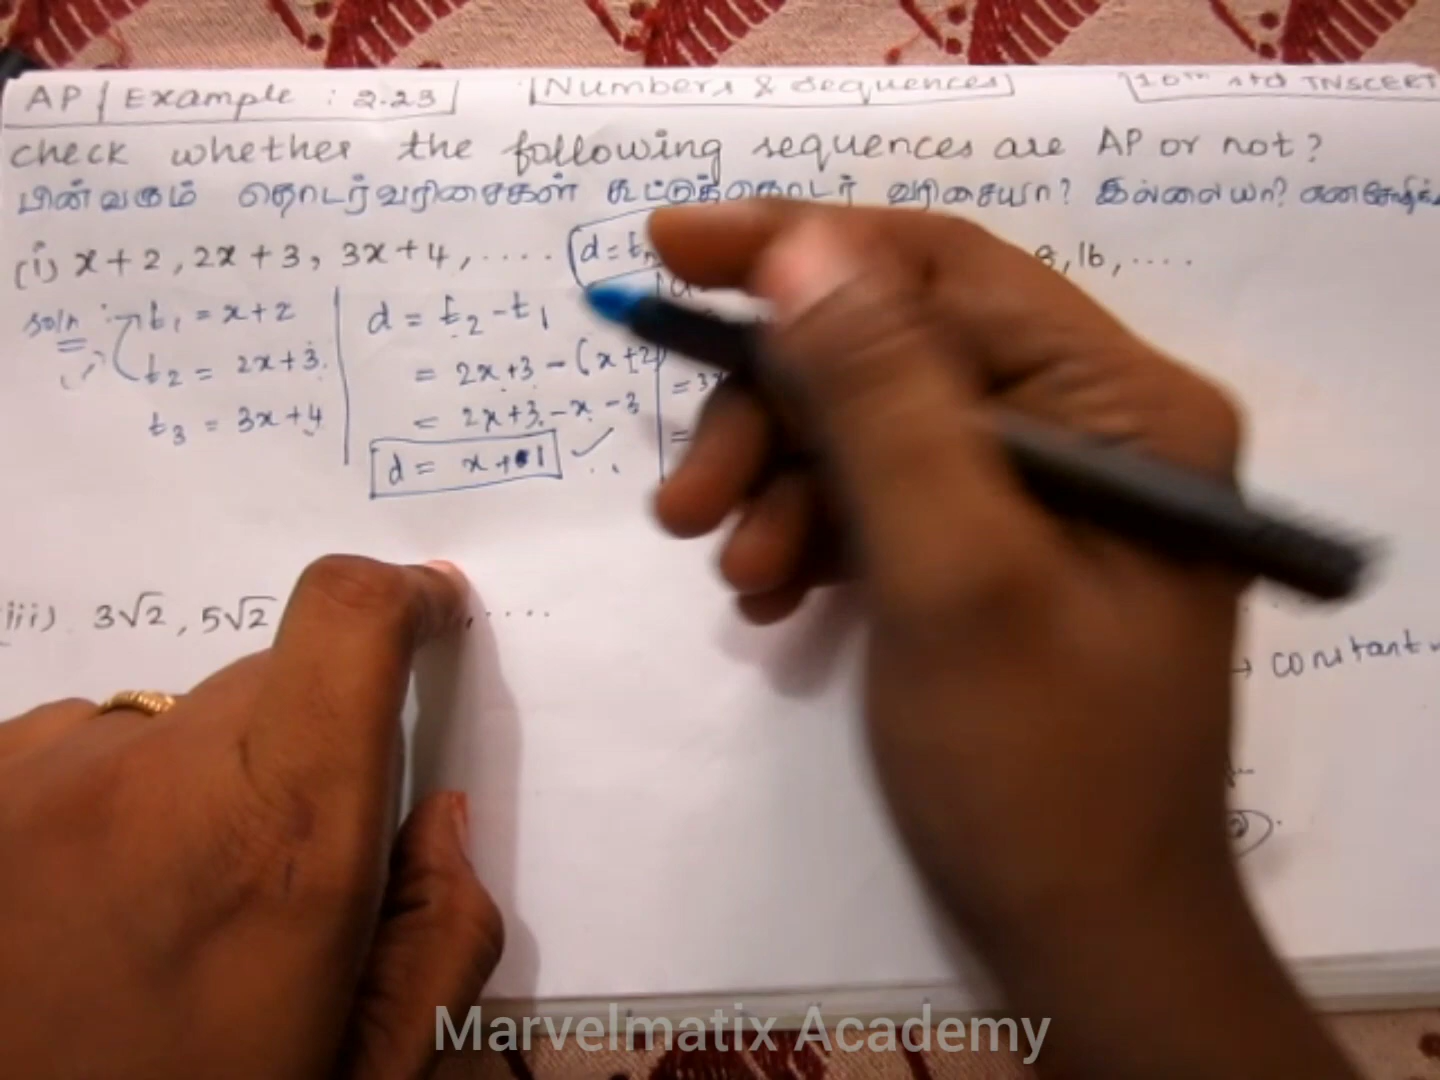 AP | Example : 2.23 Numbers & sequences 10th std TNSCERT
check whether the following sequences are AP or not?
பின்வரும் தொடர்வரிசைகள் கூட்டுத்தொடர் வரிசையா? இல்லையா?
(i) x+2, 2x+3, 3x+4, .... d = t 8, 16, ....
soln : t₁ = x+2 d = t₂ - t₁
t₂ = 2x+3 = 2x+3 - (x+2)
t₃ = 3x+4 = 2x+3 - x - 3
d = x+1
iii) 3√2, 5√2 , ....
→ constant
Marvelmatix Academy